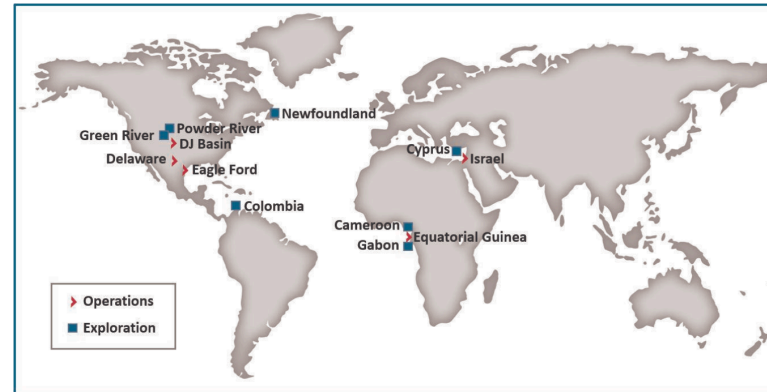 Newfoundland
Powder River
Green River
DJ Basin
Delaware
Eagle Ford
Colombia
Cyprus
Israel
Cameroon
Equatorial Guinea
Gabon
Operations
Exploration